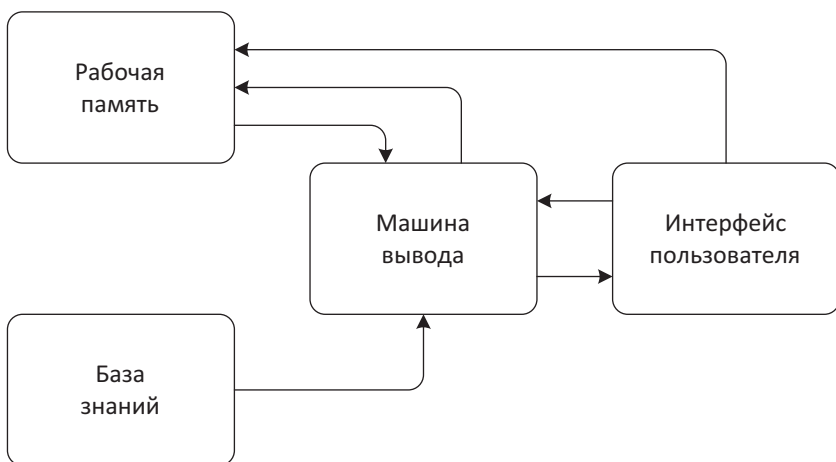 Рабочая
память
Машина
вывода
Интерфейс
пользователя
База
знаний